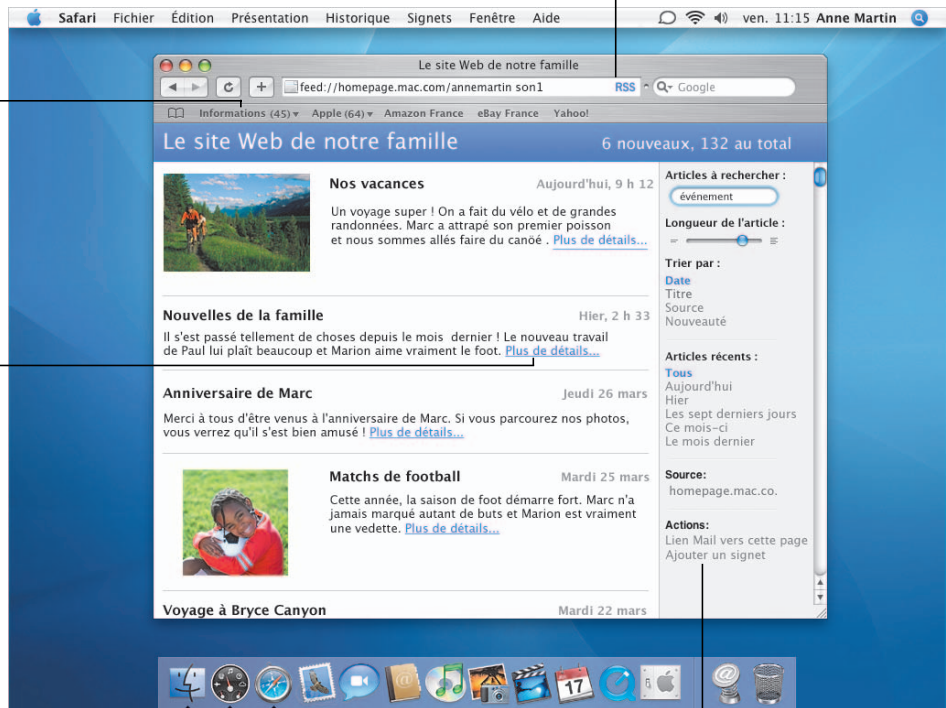 Safari Fichier Édition Présentation Historique Signets Fenêtre Aide ven. 11:15 Anne Martin
Le site Web de notre famille
feed://homepage.mac.com/annemartin son1 RSS Google
Informations (45) Apple (64) Amazon France eBay France Yahoo!
Le site Web de notre famille 6 nouveaux, 132 au total
Nos vacances Aujourd'hui, 9 h 12
Un voyage super ! On a fait du vélo et de grandes
randonnées. Marc a attrapé son premier poisson
et nous sommes allés faire du canöé . Plus de détails...
Nouvelles de la famille Hier, 2 h 33
Il s'est passé tellement de choses depuis le mois dernier ! Le nouveau travail
de Paul lui plaît beaucoup et Marion aime vraiment le foot. Plus de détails...
Anniversaire de Marc Jeudi 26 mars
Merci à tous d'être venus à l'anniversaire de Marc. Si vous parcourez nos photos,
vous verrez qu'il s'est bien amusé ! Plus de détails...
Matchs de football Mardi 25 mars
Cette année, la saison de foot démarre fort. Marc n'a
jamais marqué autant de buts et Marion est vraiment
une vedette. Plus de détails...
Voyage à Bryce Canyon Mardi 22 mars
Articles à rechercher :
événement
Longueur de l'article :
Trier par :
Date
Titre
Source
Nouveauté
Articles récents :
Tous
Aujourd'hui
Hier
Les sept derniers jours
Ce mois-ci
Le mois dernier
Source:
homepage.mac.co.
Actions:
Lien Mail vers cette page
Ajouter un signet
17